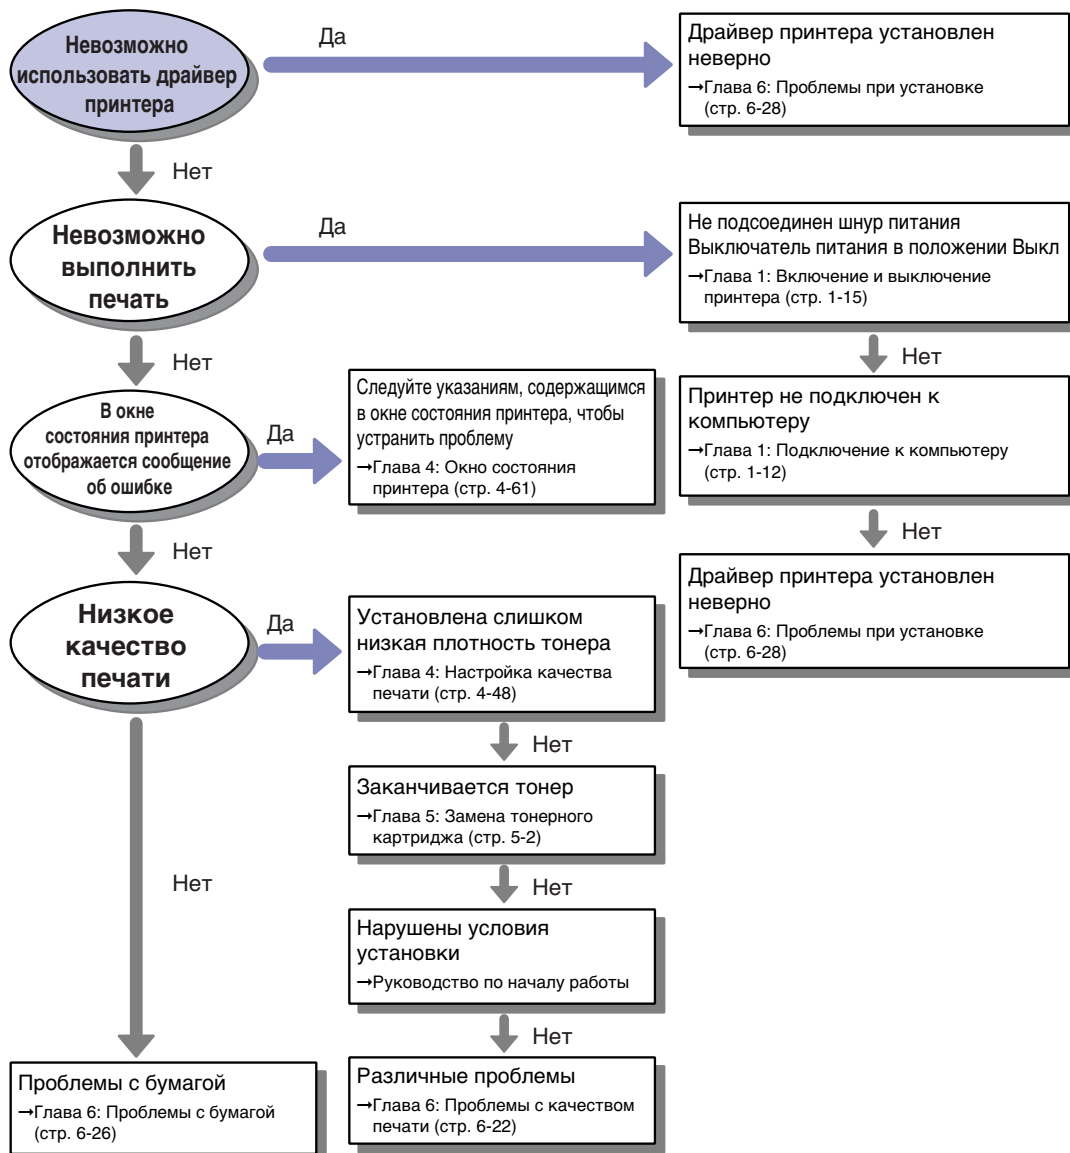 Невозможно
использовать драйвер
принтера
Да
Драйвер принтера установлен
неверно
→Глава 6: Проблемы при установке
(стр. 6-28)
Нет
Невозможно
выполнить
печать
Да
Не подсоединен шнур питания
Выключатель питания в положении Выкл
→Глава 1: Включение и выключение
принтера (стр. 1-15)
Нет
Принтер не подключен к
компьютеру
→Глава 1: Подключение к компьютеру
(стр. 1-12)
Нет
Драйвер принтера установлен
неверно
→Глава 6: Проблемы при установке
(стр. 6-28)
Нет
В окне
состояния принтера
отображается сообщение
об ошибке
Да
Следуйте указаниям, содержащимся
в окне состояния принтера, чтобы
устранить проблему
→Глава 4: Окно состояния
принтера (стр. 4-61)
Нет
Низкое
качество
печати
Да
Установлена слишком
низкая плотность тонера
→Глава 4: Настройка качества
печати (стр. 4-48)
Нет
Заканчивается тонер
→Глава 5: Замена тонерного
картриджа (стр. 5-2)
Нет
Нарушены условия
установки
→Руководство по началу работы
Нет
Различные проблемы
→Глава 6: Проблемы с качеством
печати (стр. 6-22)
Нет
Проблемы с бумагой
→Глава 6: Проблемы с бумагой
(стр. 6-26)